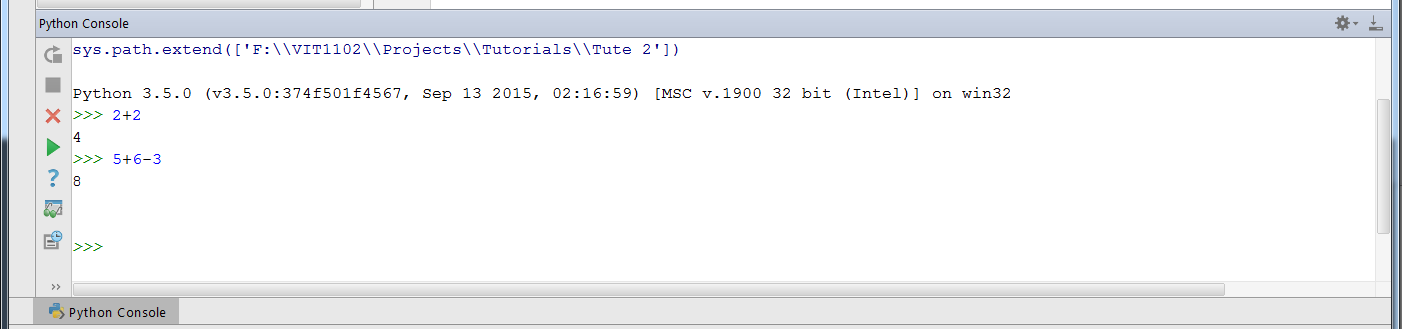 Python Console
sys.path.extend(['F:\\VIT1102\\Projects\\Tutorials\\Tute 2'])
Python 3.5.0 (v3.5.0:374f501f4567, Sep 13 2015, 02:16:59) [MSC v.1900 32 bit (Intel)] on win32
>>> 2+2
4
>>> 5+6-3
8
>>>
Python Console